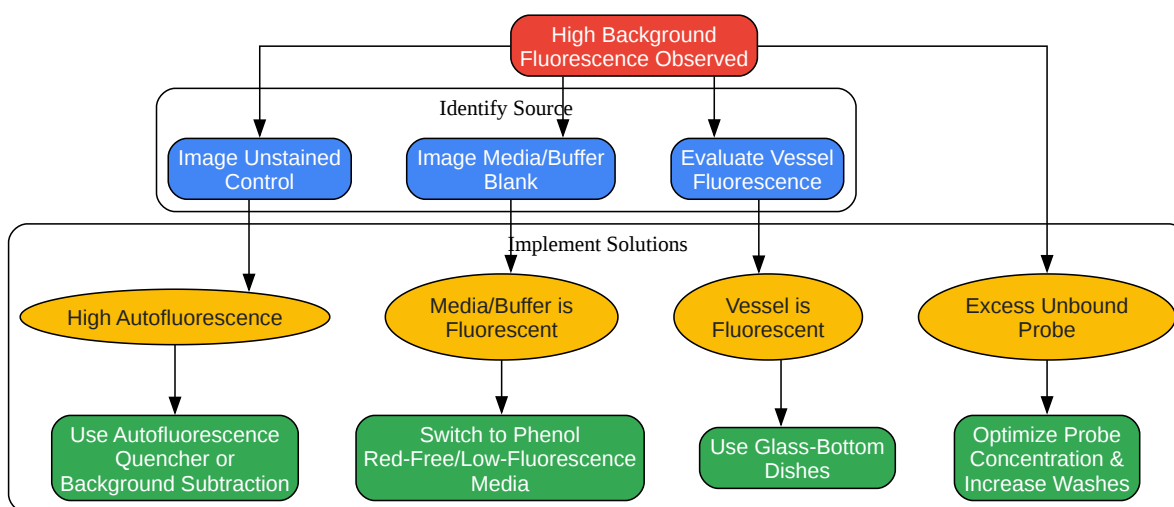 High Background
Fluorescence Observed
Identify Source
Image Unstained
Control
Image Media/Buffer
Blank
Evaluate Vessel
Fluorescence
Implement Solutions
High Autofluorescence
Media/Buffer is
Fluorescent
Vessel is
Fluorescent
Excess Unbound
Probe
Use Autofluorescence
Quencher or
Background Subtraction
Switch to Phenol
Red-Free/Low-Fluorescence
Media
Use Glass-Bottom
Dishes
Optimize Probe
Concentration &
Increase Washes